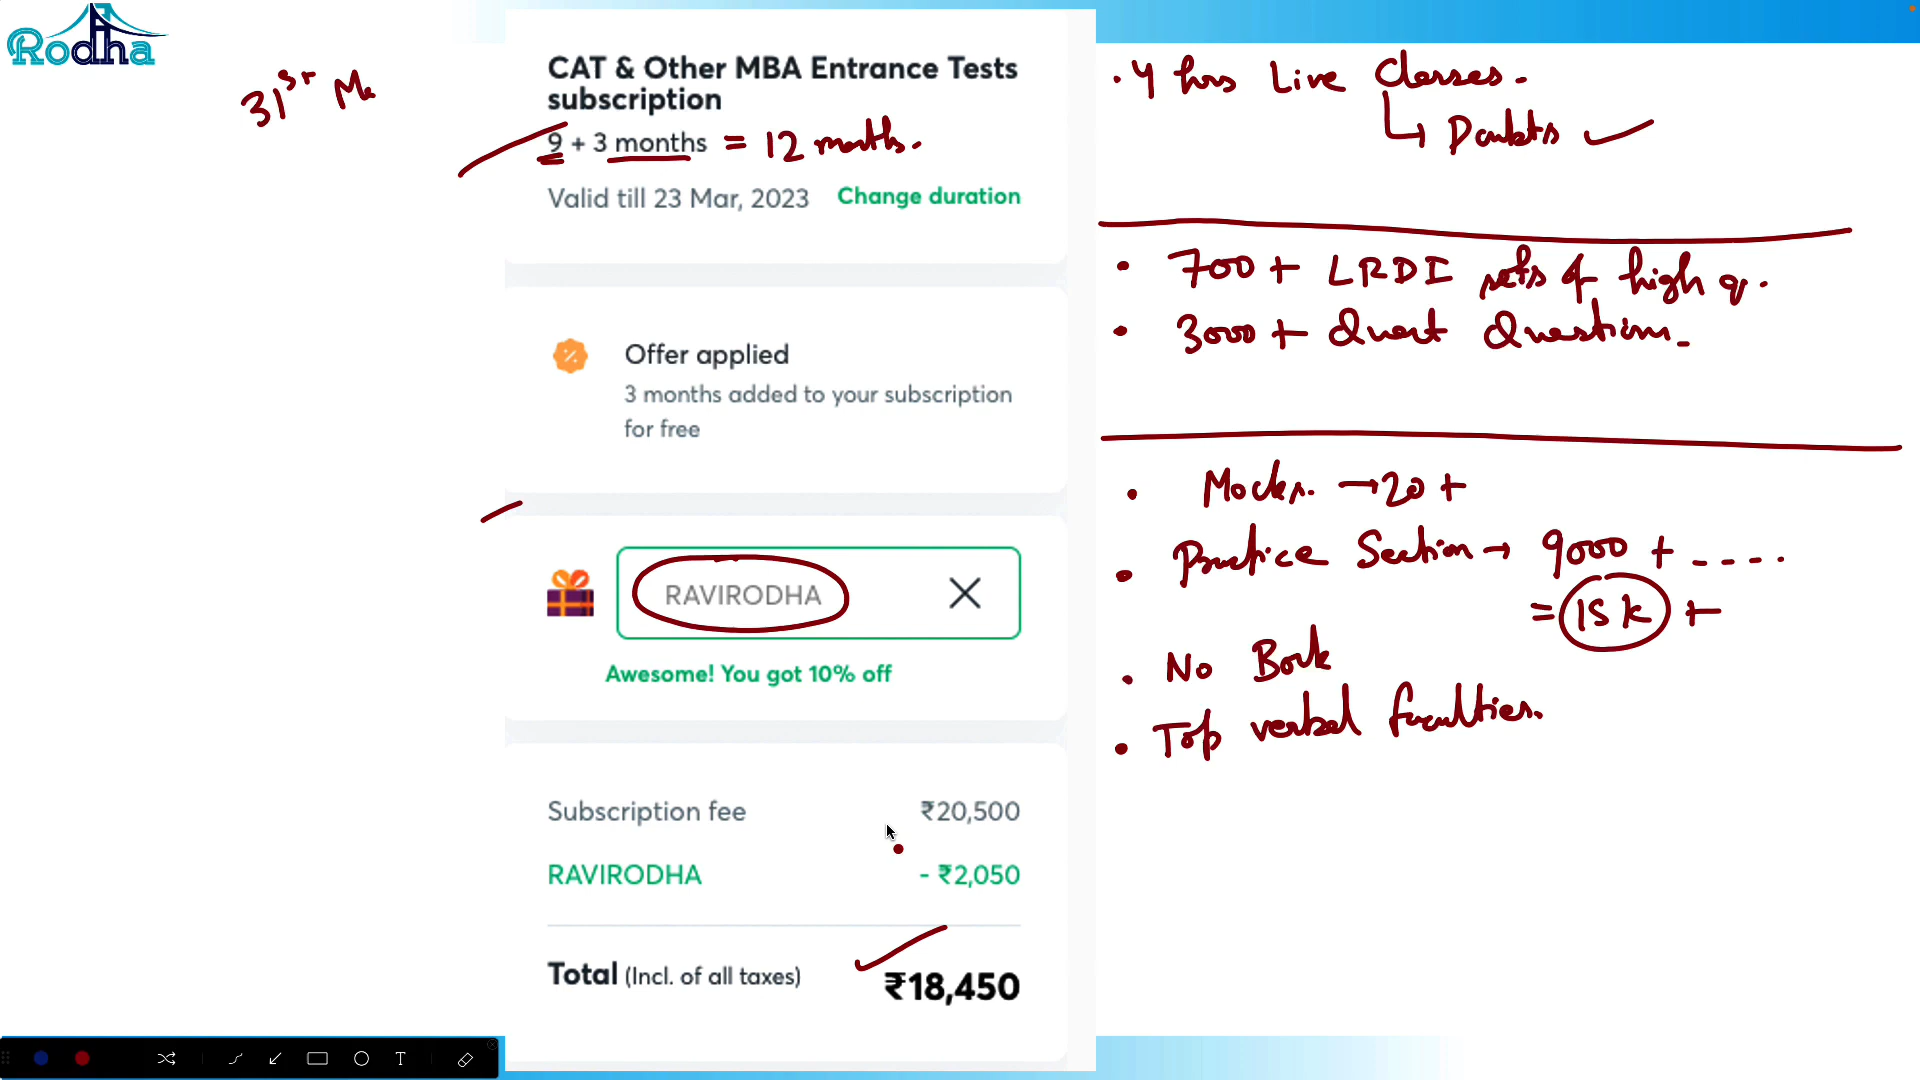 Rodha
31st Ma
CAT & Other MBA Entrance Tests
subscription
9 + 3 months = 12 months.
Valid till 23 Mar, 2023 Change duration
Offer applied
3 months added to your subscription
for free
RAVIRODHA
Awesome! You got 10% off
Subscription fee ₹20,500
RAVIRODHA - ₹2,050
Total (Incl. of all taxes) ₹18,450
• 4 hrs Live Classes.
↳ Doubts ✓
• 700 + LRDI sets of high q.
• 3000 + Quant Questions.
• Mocks. → 20 +
• Practice Section → 9000 + ....
= 15 k +
• No Book
• Top verbal faculties.
T